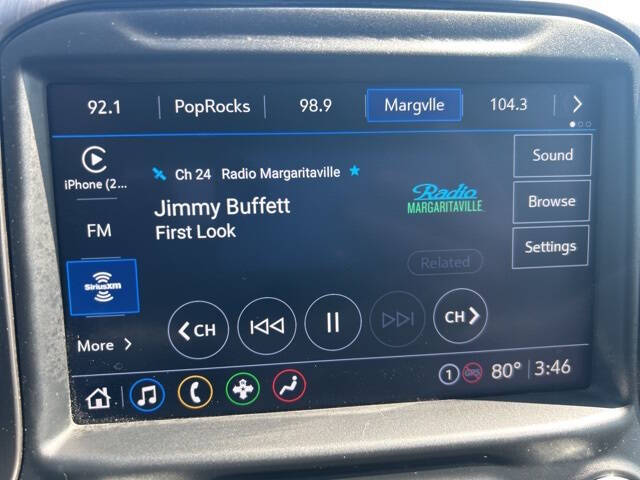 92.1 PopRocks 98.9 Margvlle 104.3
iPhone (2...
Ch 24 Radio Margaritaville
Sound
Radio
MARGARITAVILLE
Jimmy Buffett
Browse
FM
First Look
Settings
Related
SiriusXM
CH CH
More
1 GPS 80° 3:46